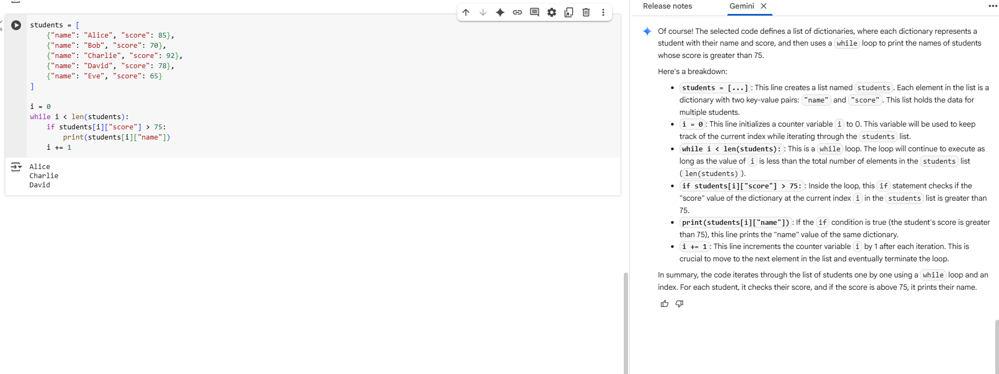 students = [
    {"name": "Alice", "score": 85},
    {"name": "Bob", "score": 70},
    {"name": "Charlie", "score": 92},
    {"name": "David", "score": 78},
    {"name": "Eve", "score": 65}
]
i = 0
while i < len(students):
    if students[i]["score"] > 75:
        print(students[i]["name"])
    i += 1
Alice
Charlie
David
Release notes
Gemini
Of course! The selected code defines a list of dictionaries, where each dictionary represents a
student with their name and score, and then uses a while loop to print the names of students
whose score is greater than 75.
Here's a breakdown:
• students = [...]: This line creates a list named students. Each element in the list is a
dictionary with two key-value pairs: "name" and "score". This list holds the data for
multiple students.
• i = 0: This line initializes a counter variable i to 0. This variable will be used to keep
track of the current index while iterating through the students list.
• while i < len(students):: This is a while loop. The loop will continue to execute as
long as the value of i is less than the total number of elements in the students list
(len(students)).
• if students[i]["score"] > 75:: Inside the loop, this if statement checks if the
"score" value of the dictionary at the current index i in the students list is greater than
75.
• print(students[i]["name"]): If the if condition is true (the student's score is greater
than 75), this line prints the "name" value of the same dictionary.
• i += 1: This line increments the counter variable i by 1 after each iteration. This is
crucial to move to the next element in the list and eventually terminate the loop.
In summary, the code iterates through the list of students one by one using a while loop and an
index. For each student, it checks their score, and if the score is above 75, it prints their name.